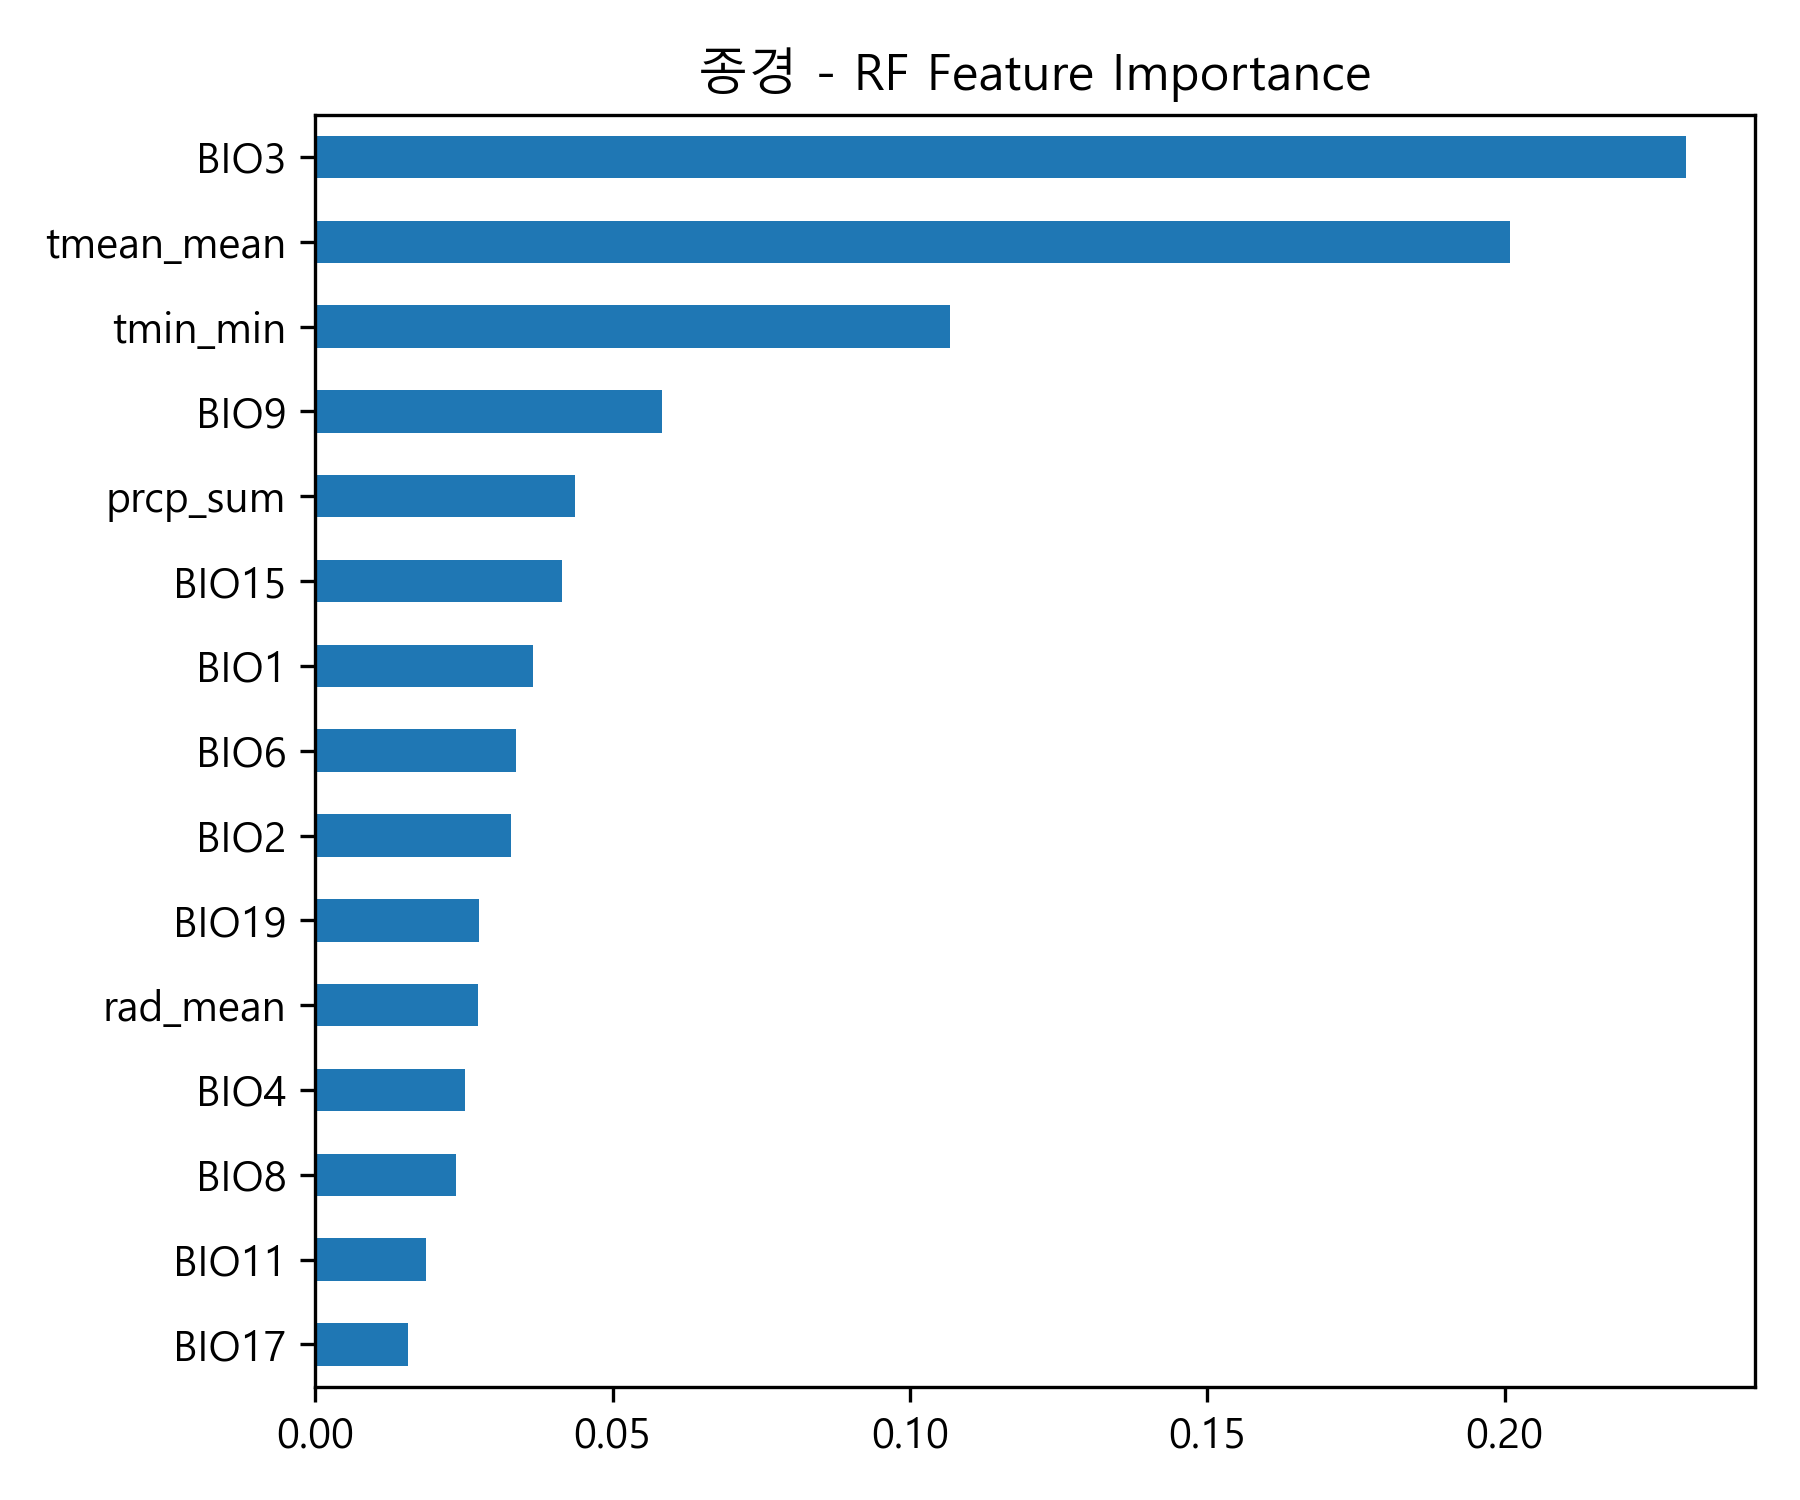 종경 - RF Feature Importance
BIO3
tmean_mean
tmin_min
BIO9
prcp_sum
BIO15
BIO1
BIO6
BIO2
BIO19
rad_mean
BIO4
BIO8
BIO11
BIO17
0.00 0.05 0.10 0.15 0.20